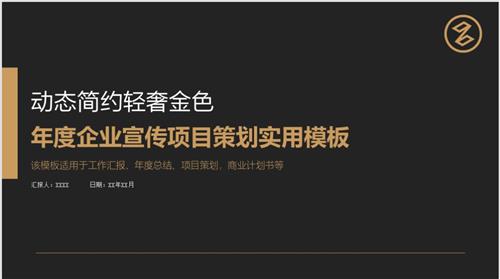 动态简约轻奢金色
年度企业宣传项目策划实用模板
该模板适用于工作汇报、年度总结、项目策划，商业计划书等
汇报人：XXXX 日期：XX年XX月